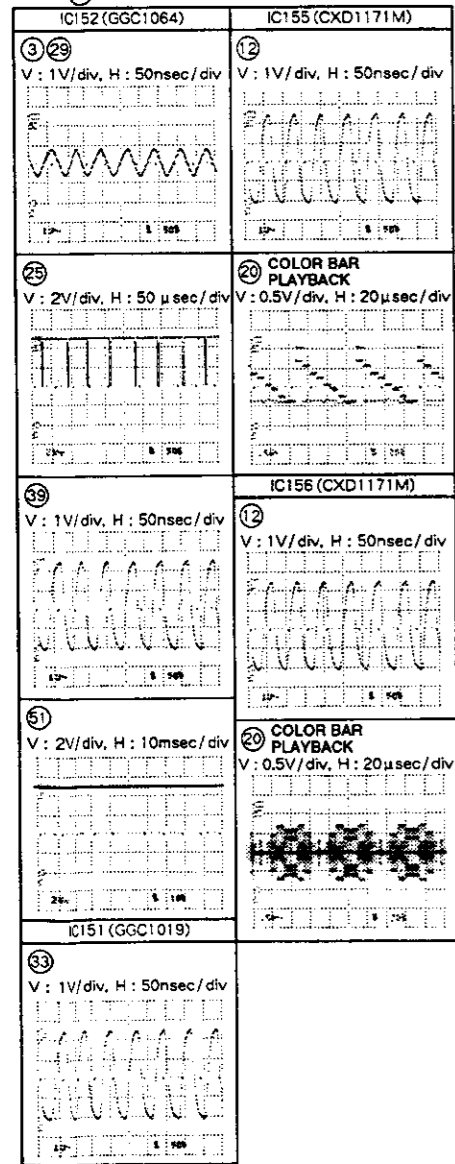 IC152 (GGC1064)
③ ㉙
V : 1V/div, H : 50nsec/div
㉕
V : 2V/div, H : 50 μsec/div
㊴
V : 1V/div, H : 50nsec/div
51
V : 2V/div, H : 10msec/div
IC151 (GGC1019)
㉝
V : 1V/div, H : 50nsec/div
IC155 (CXD1171M)
⑫
V : 1V/div, H : 50nsec/div
⑳ COLOR BAR
PLAYBACK
V : 0.5V/div, H : 20μsec/div
IC156 (CXD1171M)
⑫
V : 1V/div, H : 50nsec/div
⑳ COLOR BAR
PLAYBACK
V : 0.5V/div, H : 20μsec/div